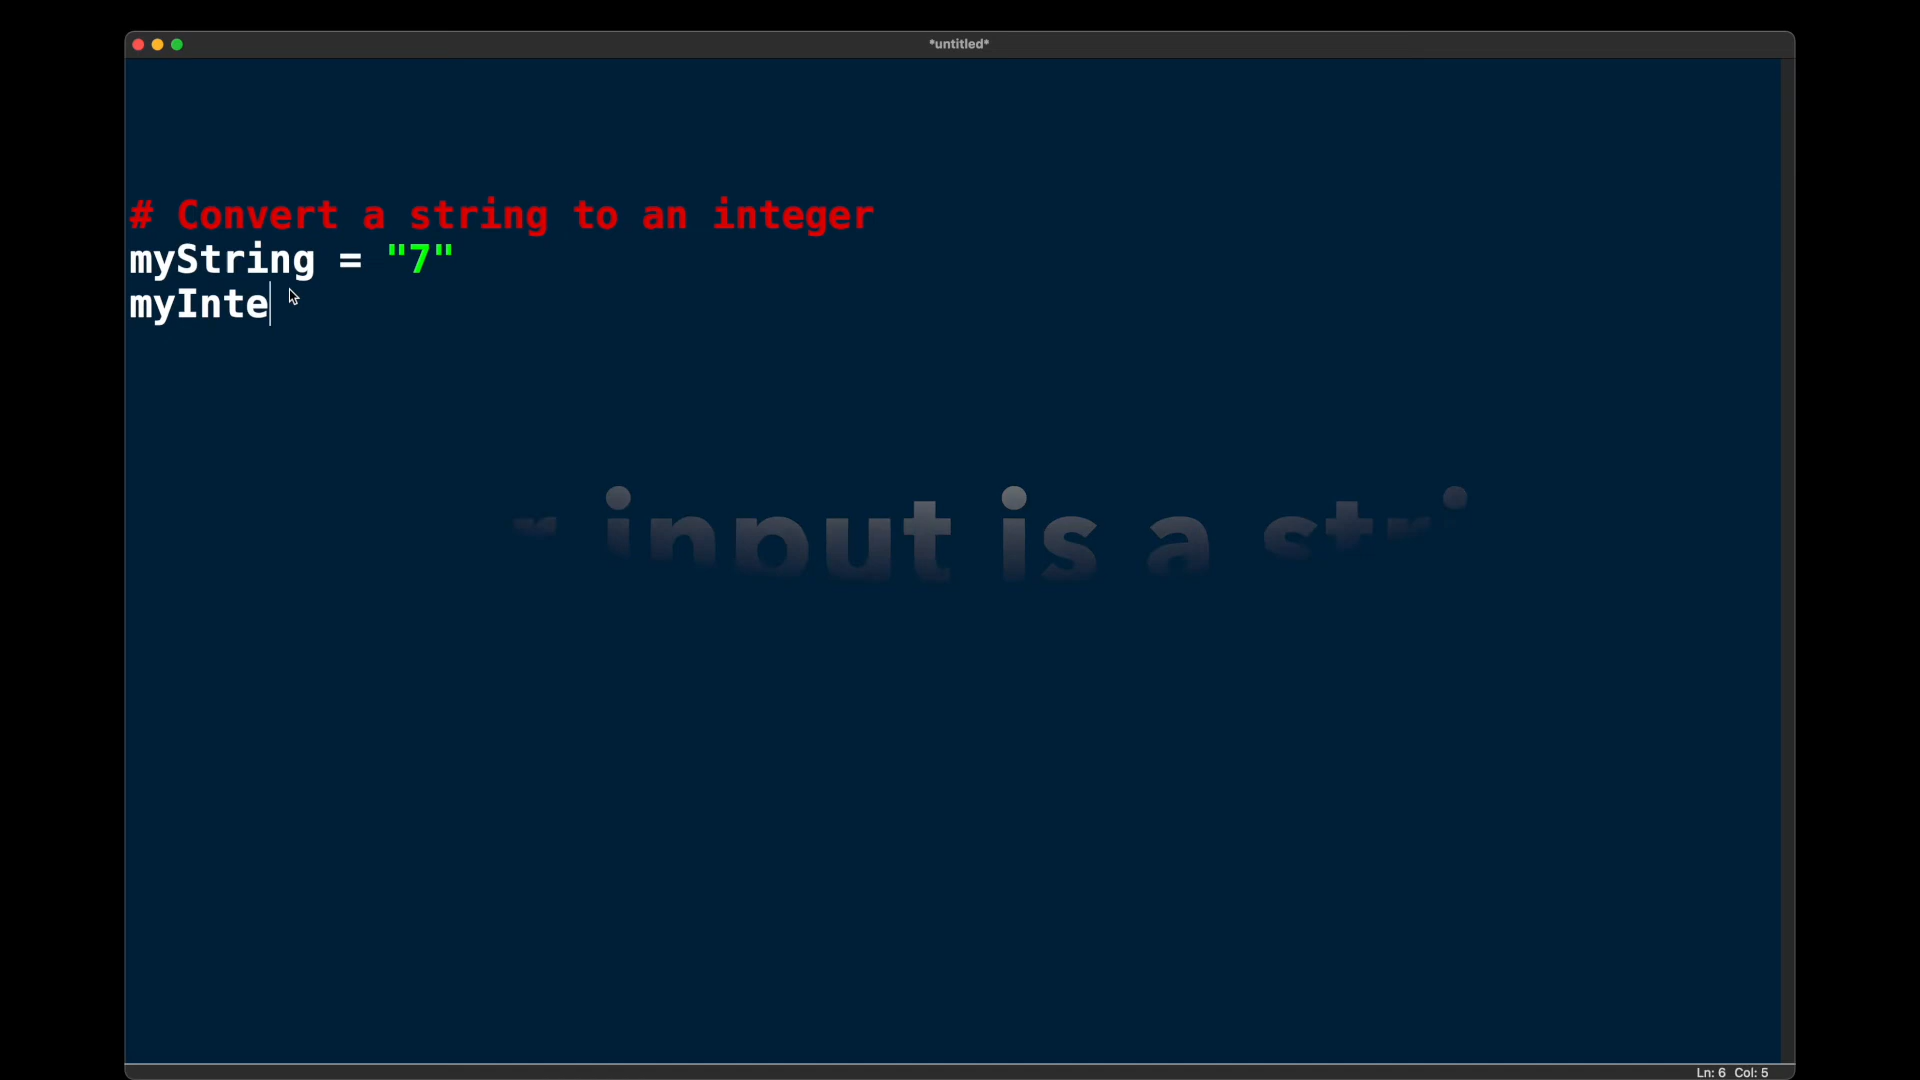 *untitled*
# Convert a string to an integer
myString = "7"
myInte
input is a
Ln: 6 Col: 5